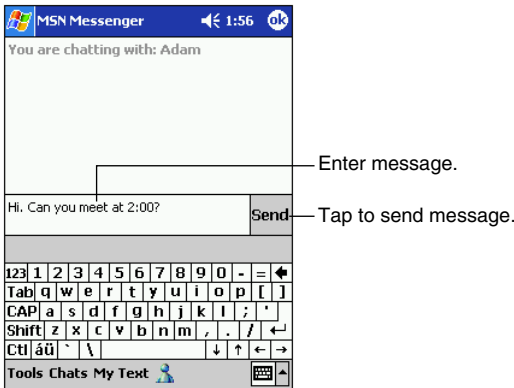 MSN Messenger 1:56 ok
You are chatting with: Adam
Enter message.
Hi. Can you meet at 2:00?
Send
Tap to send message.
123 1 2 3 4 5 6 7 8 9 0 - =
Tab q w e r t y u i o p [ ]
CAP a s d f g h j k l ; '
Shift z x c v b n m , . /
Ctl áü ` \
Tools Chats My Text